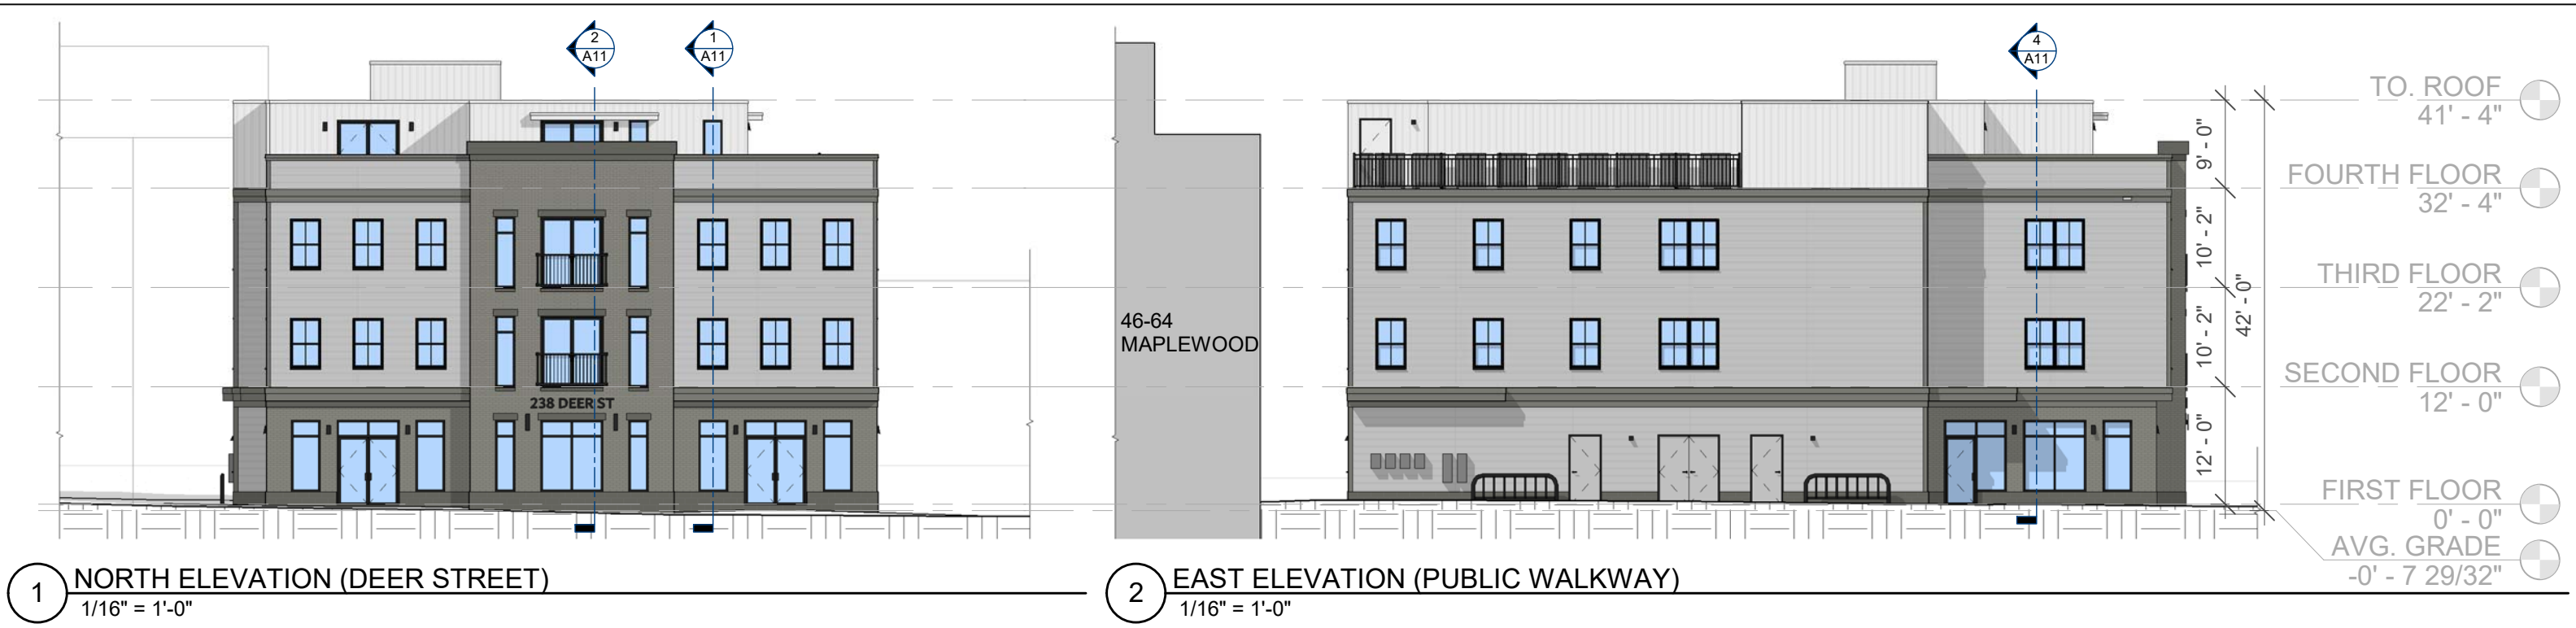 2
A11
1
A11
238 DEER ST
1
NORTH ELEVATION (DEER STREET)
1/16" = 1'-0"
46-64
MAPLEWOOD
4
A11
9' - 0"
10' - 2"
10' - 2"
12' - 0"
42' - 0"
TO. ROOF
41' - 4"
FOURTH FLOOR
32' - 4"
THIRD FLOOR
22' - 2"
SECOND FLOOR
12' - 0"
FIRST FLOOR
0' - 0"
AVG. GRADE
-0' - 7 29/32"
2
EAST ELEVATION (PUBLIC WALKWAY)
1/16" = 1'-0"